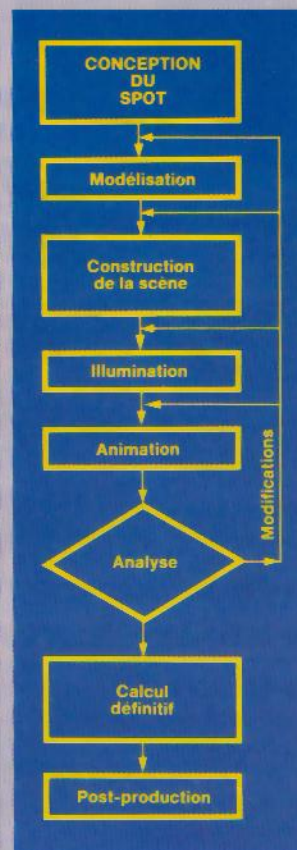 CONCEPTION
DU
SPOT
Modélisation
Construction
de la scène
Illumination
Animation
Modifications
Analyse
Calcul
définitif
Post-production